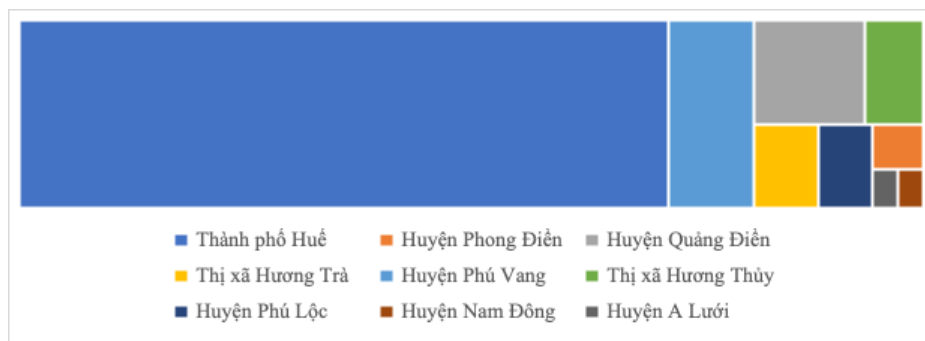 Thành phố Huế
Huyện Phong Điền
Huyện Quảng Điền
Thị xã Hương Trà
Huyện Phú Vang
Thị xã Hương Thủy
Huyện Phú Lộc
Huyện Nam Đông
Huyện A Lưới